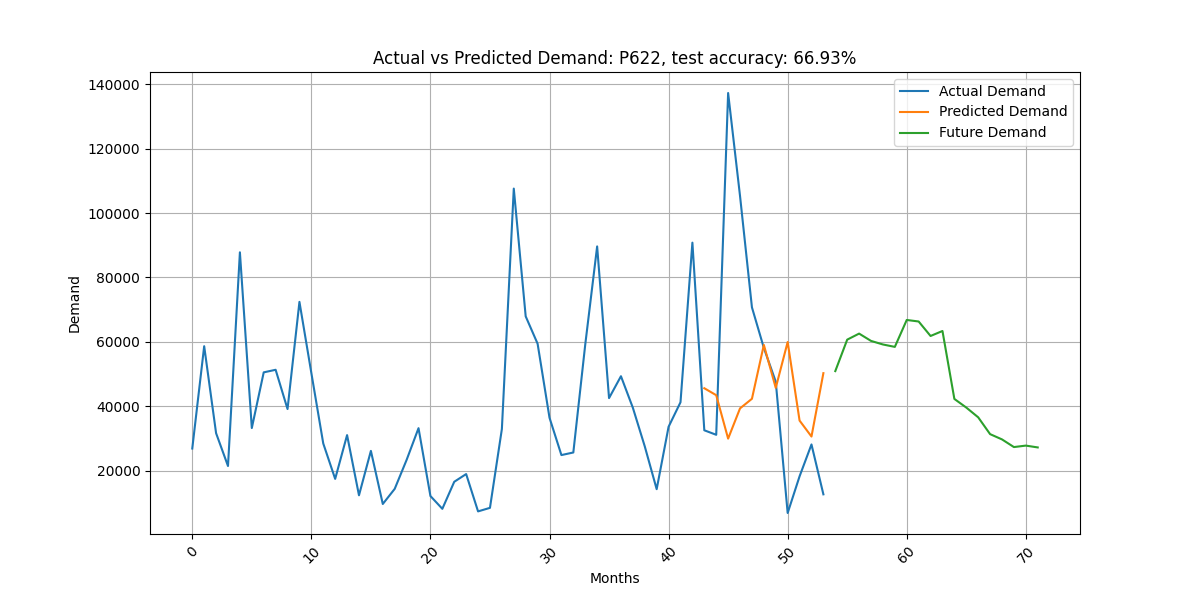 Actual vs Predicted Demand: P622, test accuracy: 66.93%
140000
120000
100000
80000
60000
40000
20000
Demand
Actual Demand
Predicted Demand
Future Demand
0
10
20
30
40
50
60
70
Months